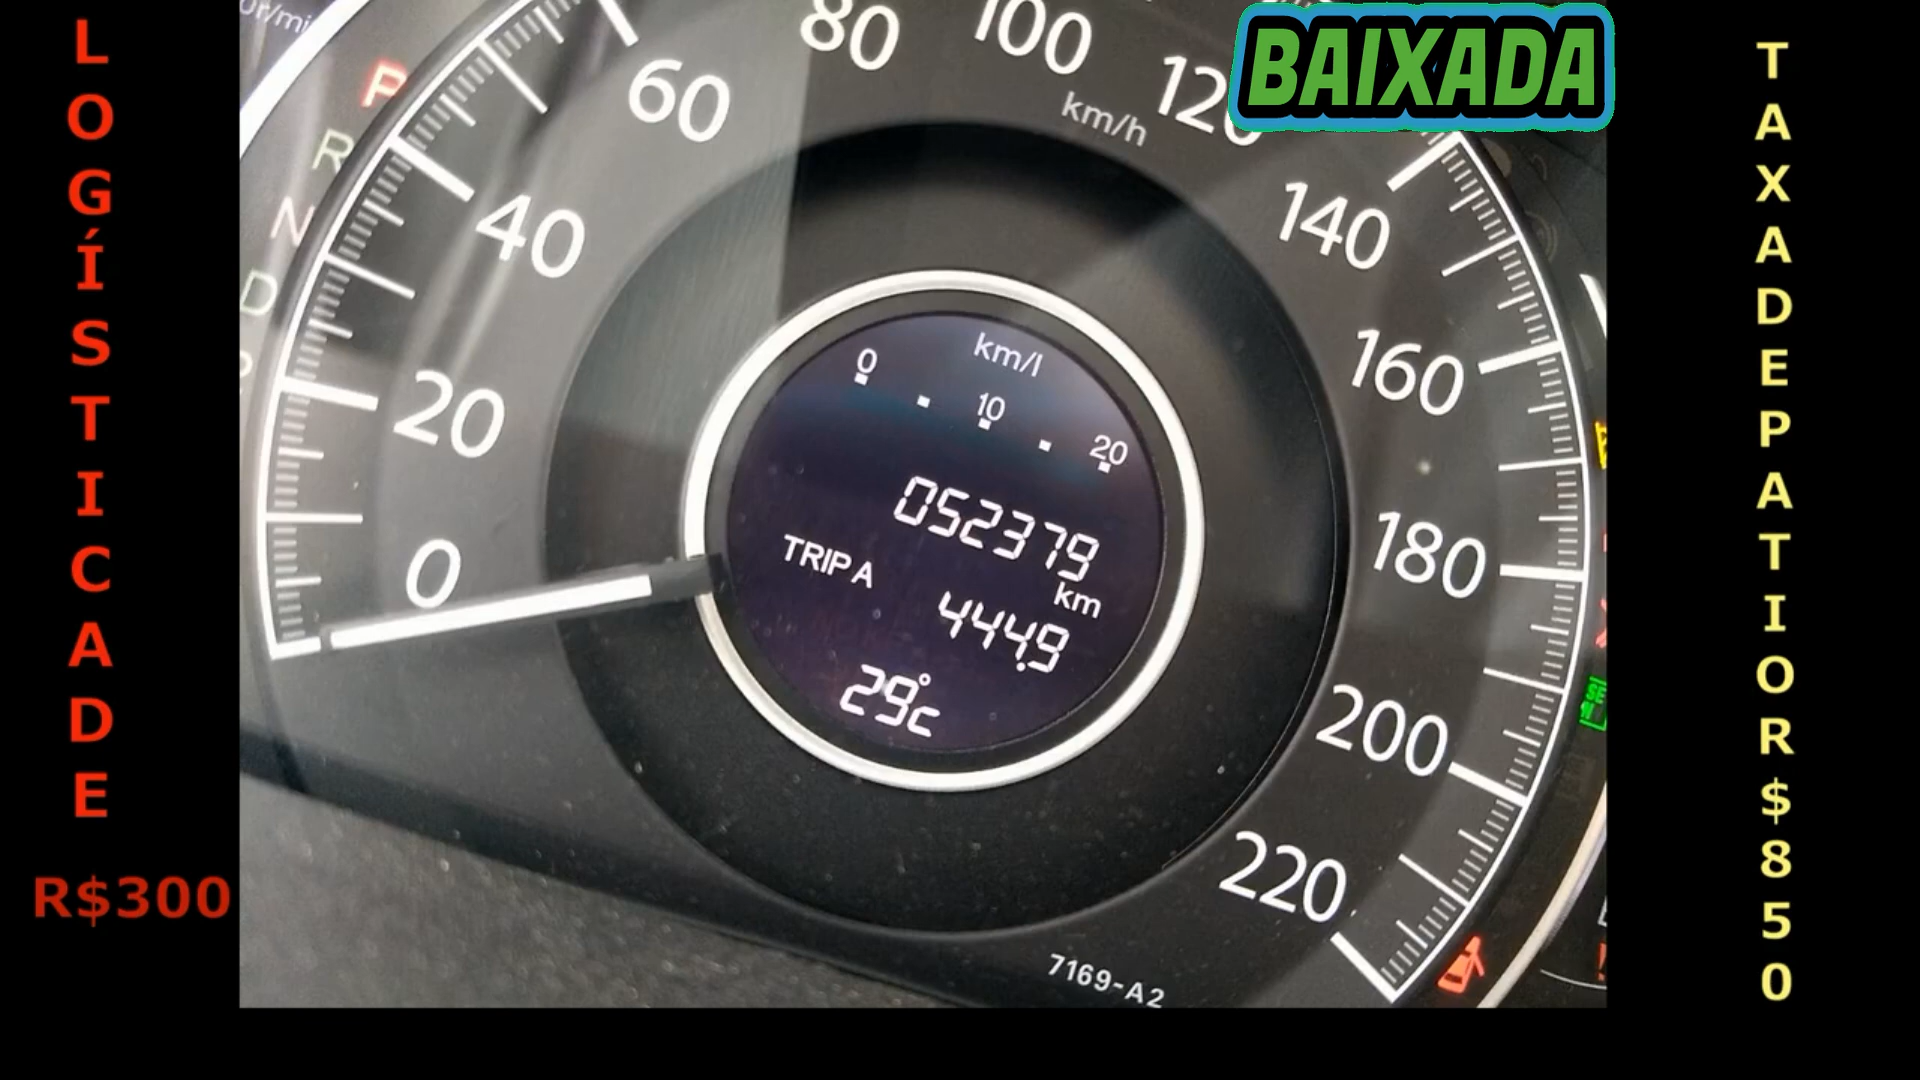 LOGÍSTICA DE
R$300
BAIXADA
TAXA DE PATIO R$850
P
R
N
D
0
20
40
60
80
100
120
140
160
180
200
220
km/h
km/l
0
10
20
052379
km
TRIP A
444.9
29°c
7169-A2